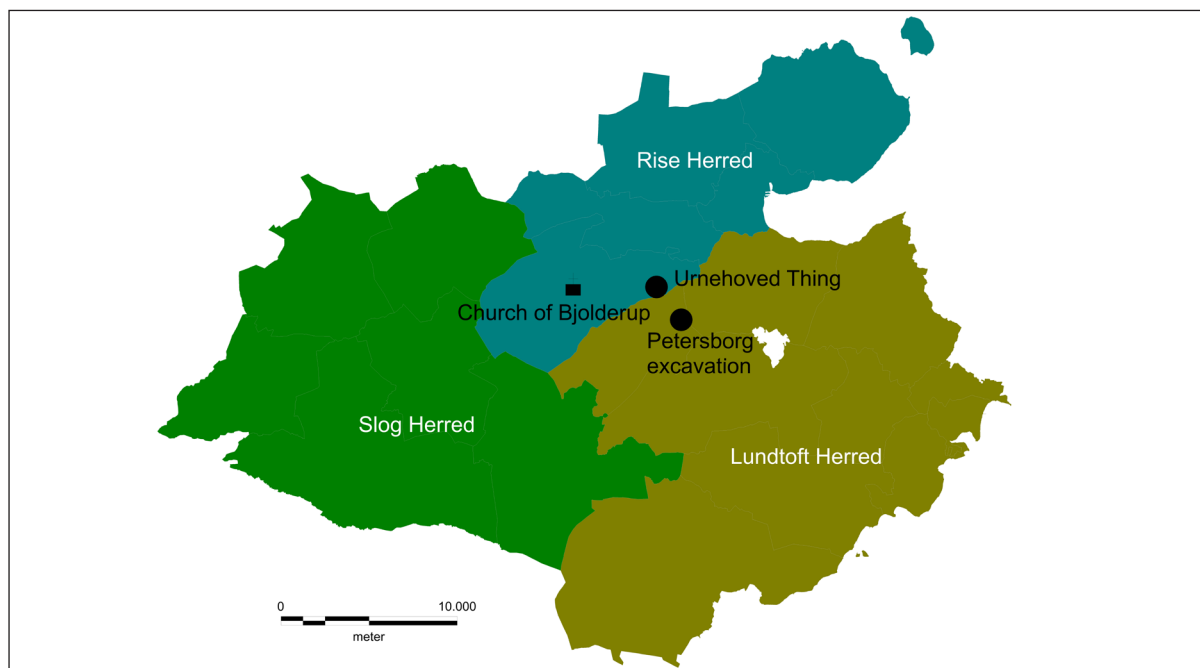 Rise Herred
Urnehoved Thing
Church of Bjolderup
Petersborg
excavation
Slog Herred
Lundtoft Herred
0
10.000
meter